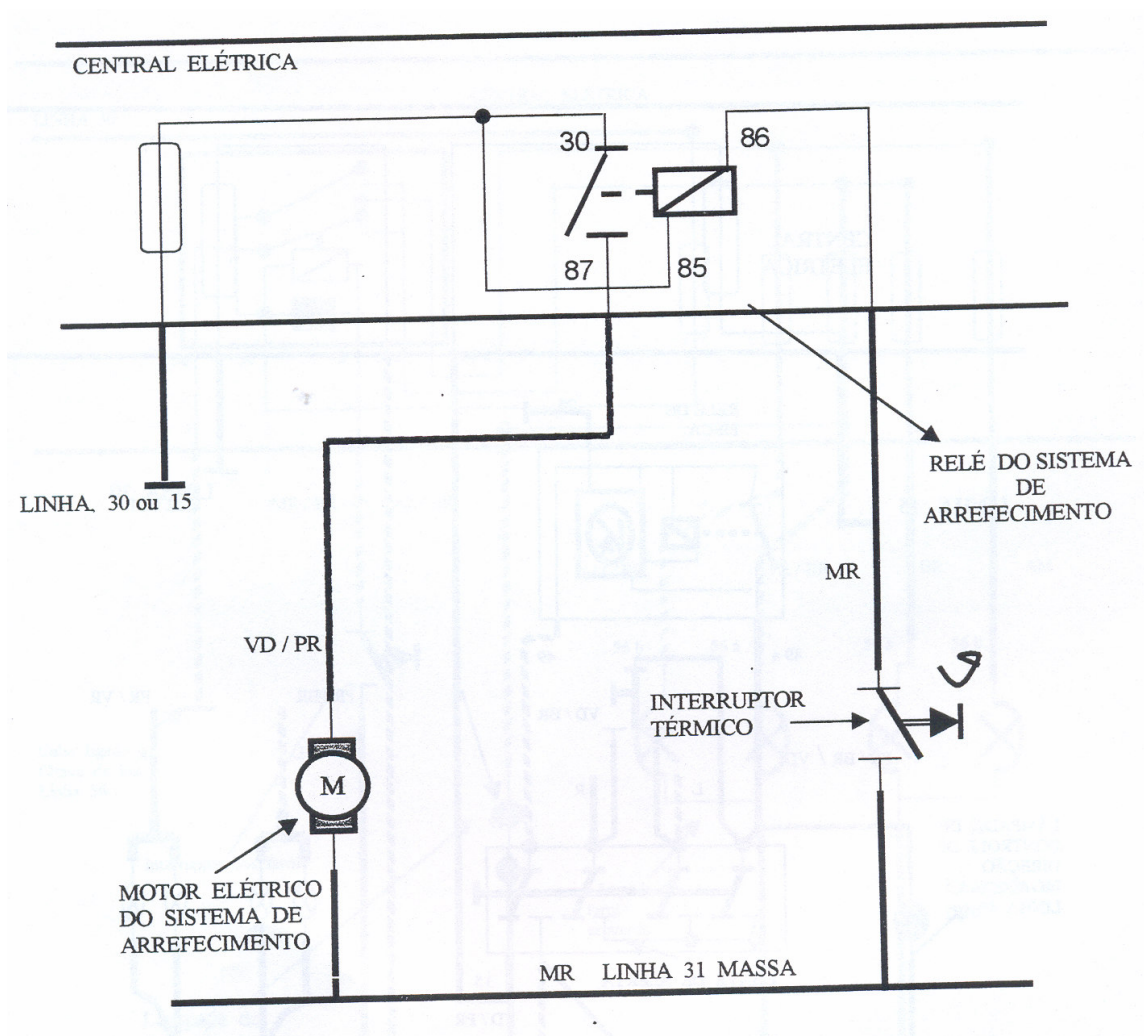 CENTRAL ELÉTRICA
30
86
87
85
LINHA, 30 ou 15
RELÉ DO SISTEMA
DE
ARREFECIMENTO
MR
VD / PR
INTERRUPTOR
TÉRMICO
M
MOTOR ELÉTRICO
DO SISTEMA DE
ARREFECIMENTO
MR LINHA 31 MASSA